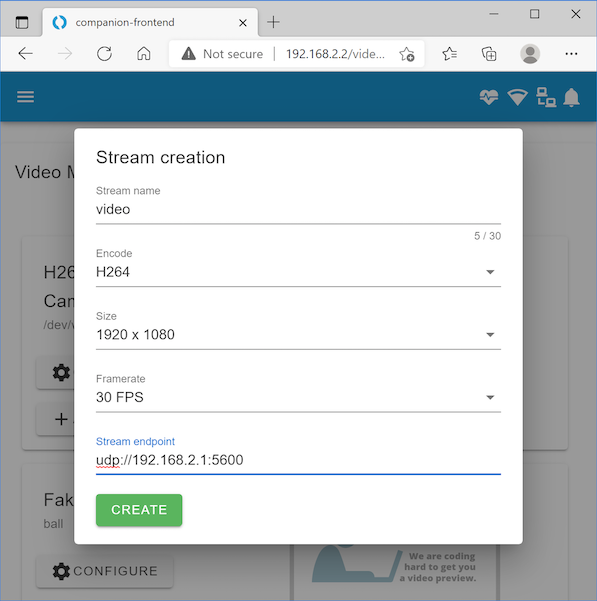 companion-frontend
Not secure
192.168.2.2/vide...
Video M
Stream creation
Stream name
video
5 / 30
Encode
H264
Size
1920 x 1080
Framerate
30 FPS
Stream endpoint
udp://192.168.2.1:5600
CREATE
H26
Cam
/dev/v
Fak
ball
CONFIGURE
We are coding
hard to get you
a video preview.